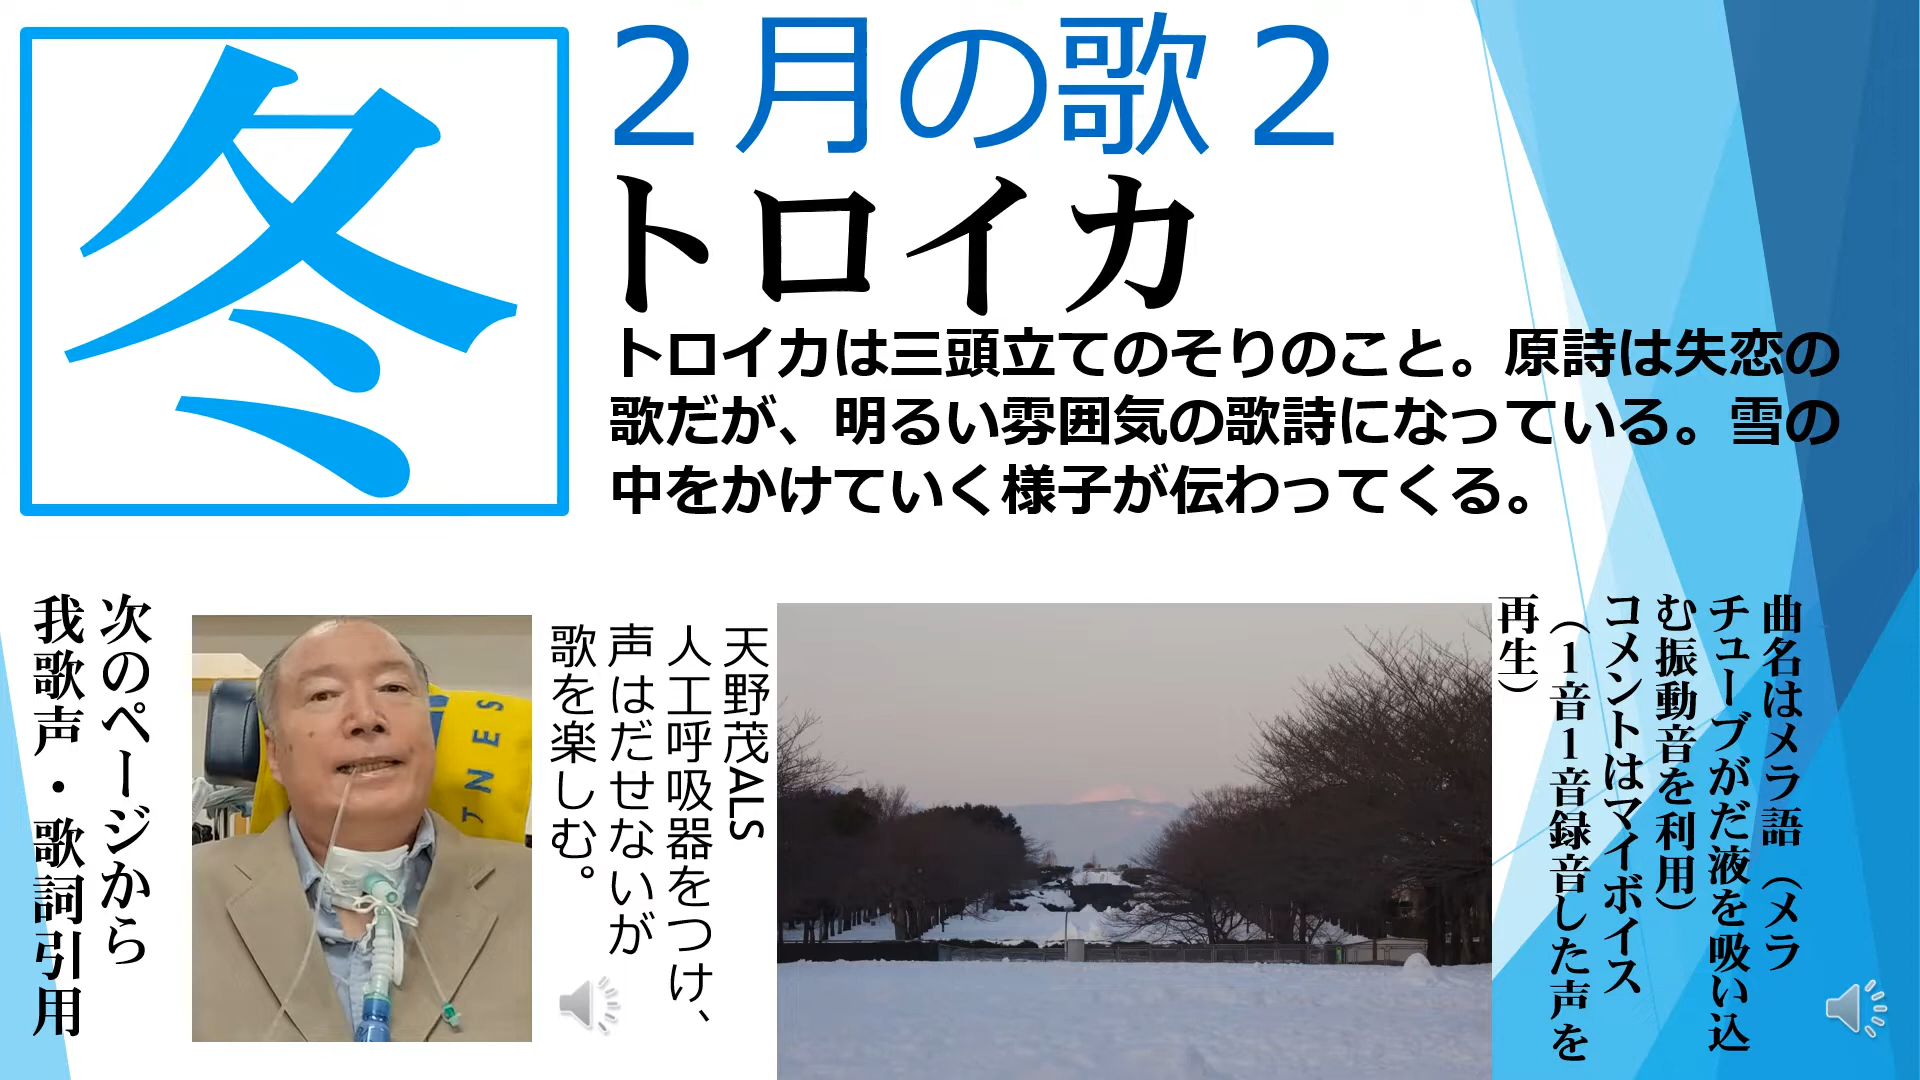 冬
２月の歌２
トロイカ
トロイカは三頭立てのそりのこと。原詩は失恋の
歌だが、明るい雰囲気の歌詩になっている。雪の
中をかけていく様子が伝わってくる。
曲名はメラ語（メラ
チューブがだ液を吸い込
む振動音を利用）
コメントはマイボイス
（１音１音録音した声を
再生）
天野茂ALS
人工呼吸器をつけ、
声はだせないが
歌を楽しむ。
JNES
次のページから
我歌声・歌詞引用